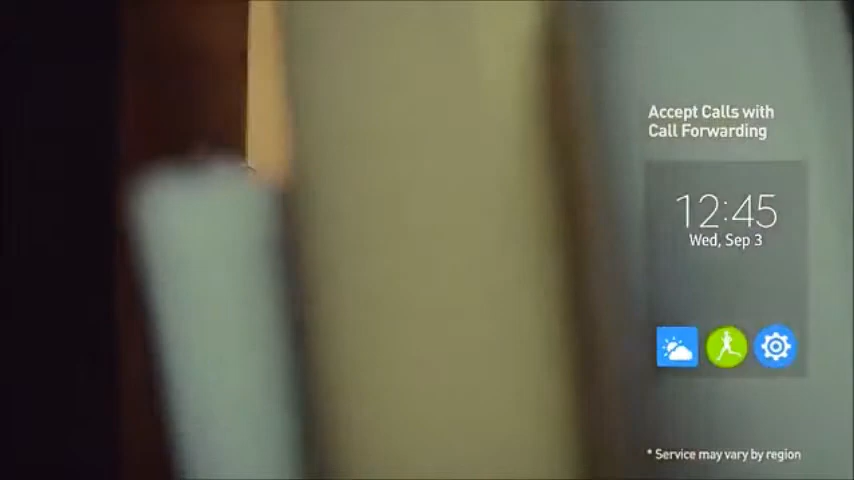 Accept Calls with
Call Forwarding
12:45
Wed, Sep 3
* Service may vary by region